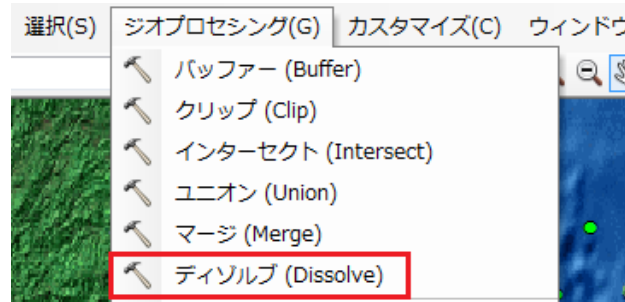 選択(S) ジオプロセシング(G) カスタマイズ(C) ウィンドウ
バッファー (Buffer)
クリップ (Clip)
インターセクト (Intersect)
ユニオン (Union)
マージ (Merge)
ディゾルブ (Dissolve)